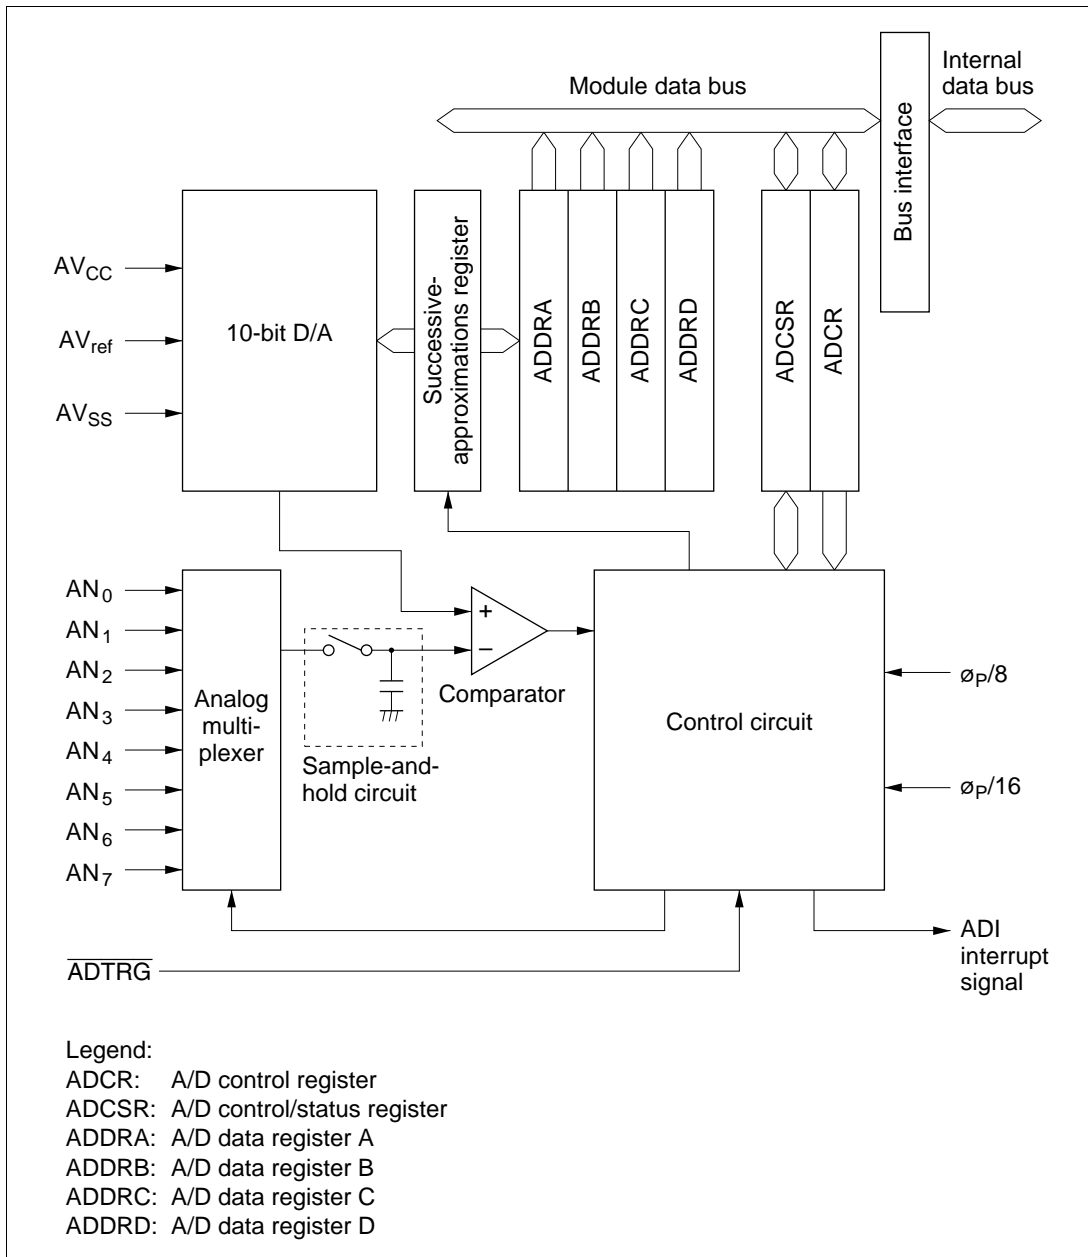 Internal
data bus
Module data bus
Bus interface
AVCC
AVref
AVSS
10-bit D/A
Successive-
approximations register
ADDRA
ADDRB
ADDRC
ADDRD
ADCSR
ADCR
AN0
AN1
AN2
AN3
AN4
AN5
AN6
AN7
Analog
multi-
plexer
Sample-and-
hold circuit
+
−
Comparator
Control circuit
øP/8
øP/16
ADI
interrupt
signal
ADTRG
Legend:
ADCR: A/D control register
ADCSR: A/D control/status register
ADDRA: A/D data register A
ADDRB: A/D data register B
ADDRC: A/D data register C
ADDRD: A/D data register D